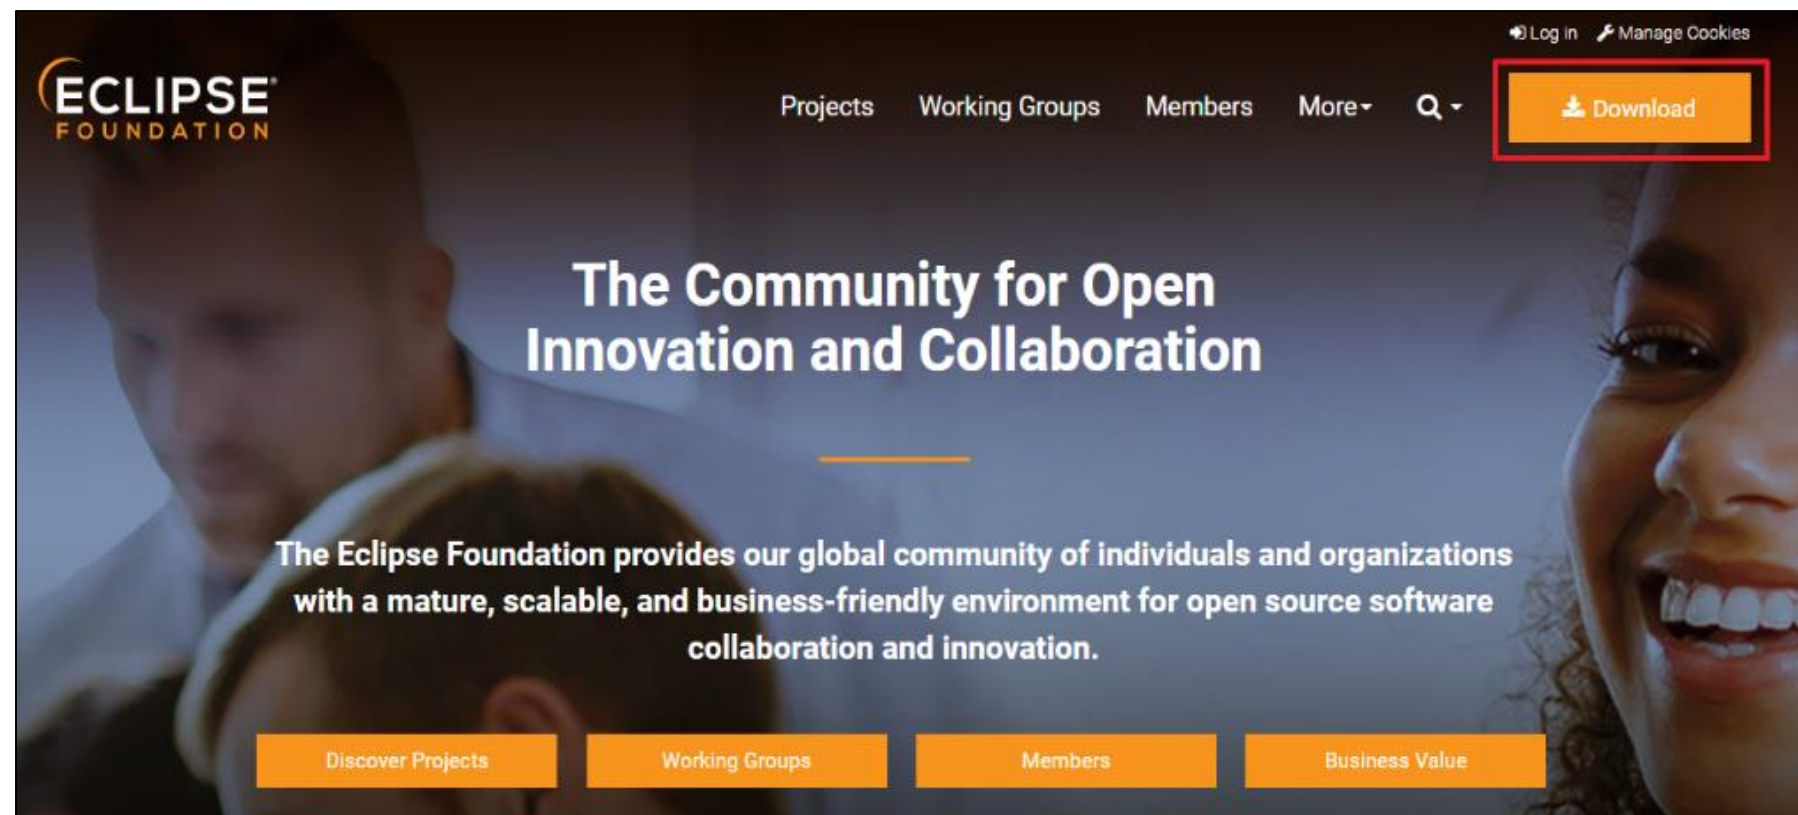 Log in Manage Cookies
ECLIPSE
FOUNDATION
Projects Working Groups Members More Download
The Community for Open
Innovation and Collaboration
The Eclipse Foundation provides our global community of individuals and organizations
with a mature, scalable, and business-friendly environment for open source software
collaboration and innovation.
Discover Projects Working Groups Members Business Value